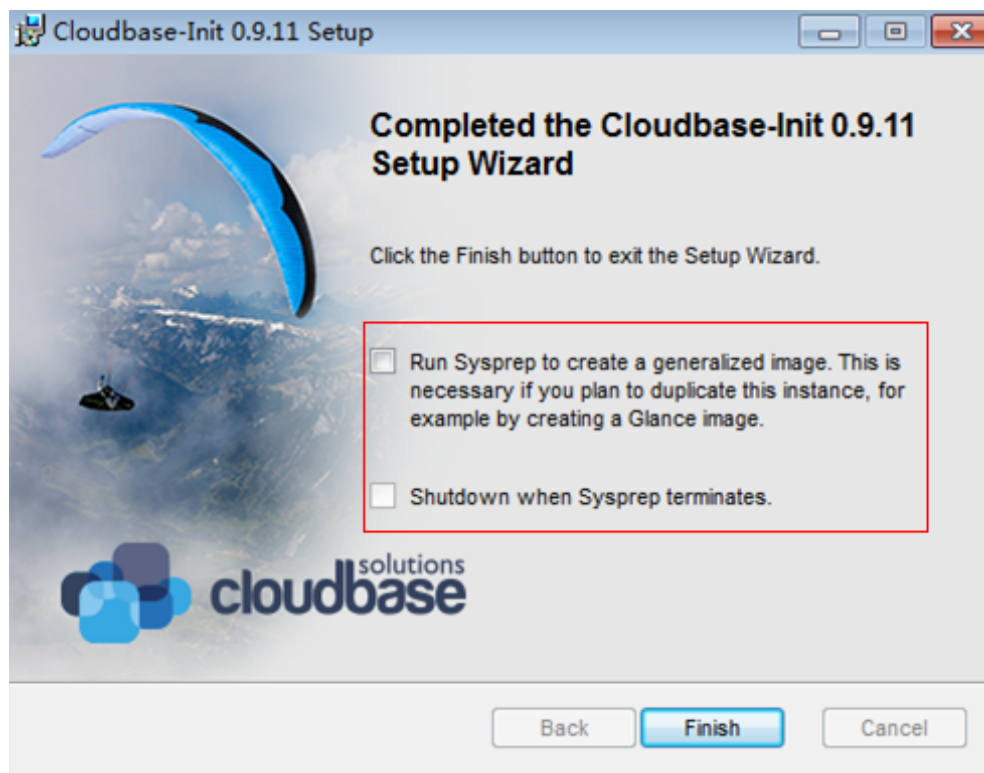 Cloudbase-Init 0.9.11 Setup
Completed the Cloudbase-Init 0.9.11
Setup Wizard
Click the Finish button to exit the Setup Wizard.
Run Sysprep to create a generalized image. This is
necessary if you plan to duplicate this instance, for
example by creating a Glance image.
Shutdown when Sysprep terminates.
solutions
cloudbase
Back
Finish
Cancel